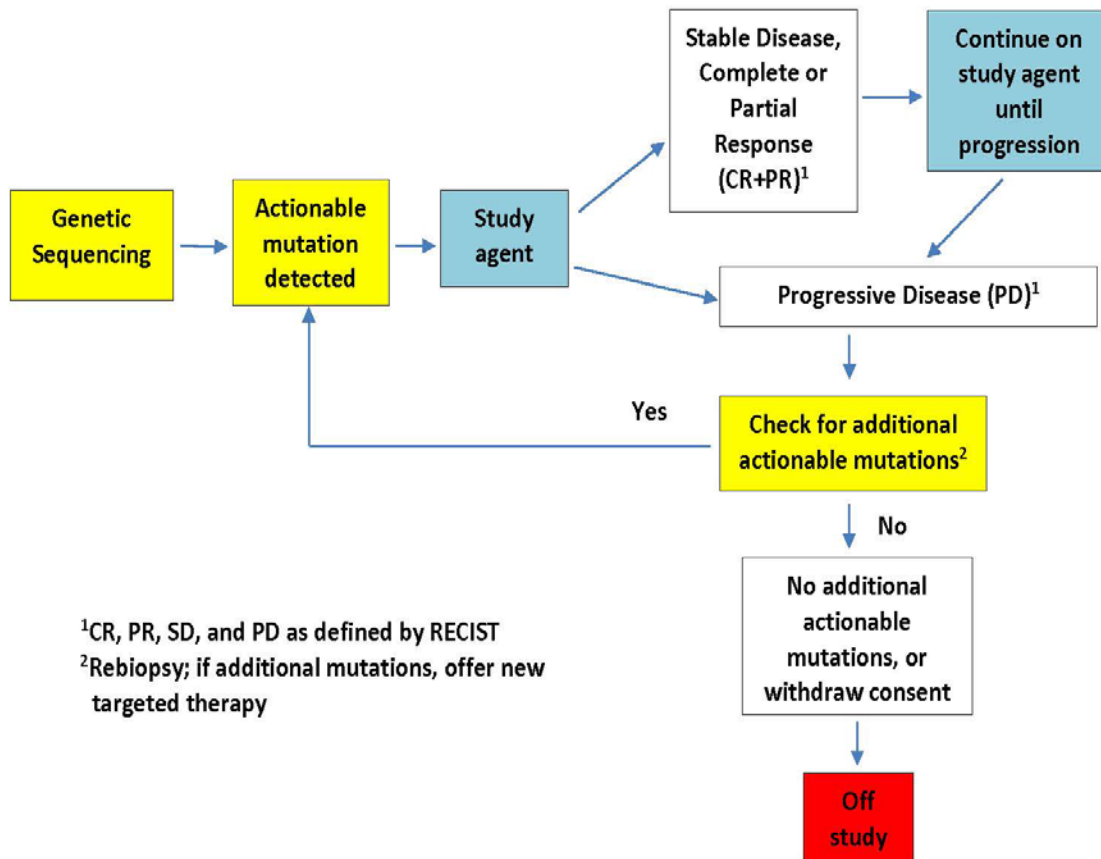 Genetic
Sequencing
Actionable
mutation
detected
Study
agent
Stable Disease,
Complete or
Partial
Response
(CR+PR)¹
Continue on
study agent
until
progression
Progressive Disease (PD)¹
Yes
Check for additional
actionable mutations²
No
No additional
actionable
mutations, or
withdraw consent
Off
study
¹CR, PR, SD, and PD as defined by RECIST
²Rebiopsy; if additional mutations, offer new
targeted therapy